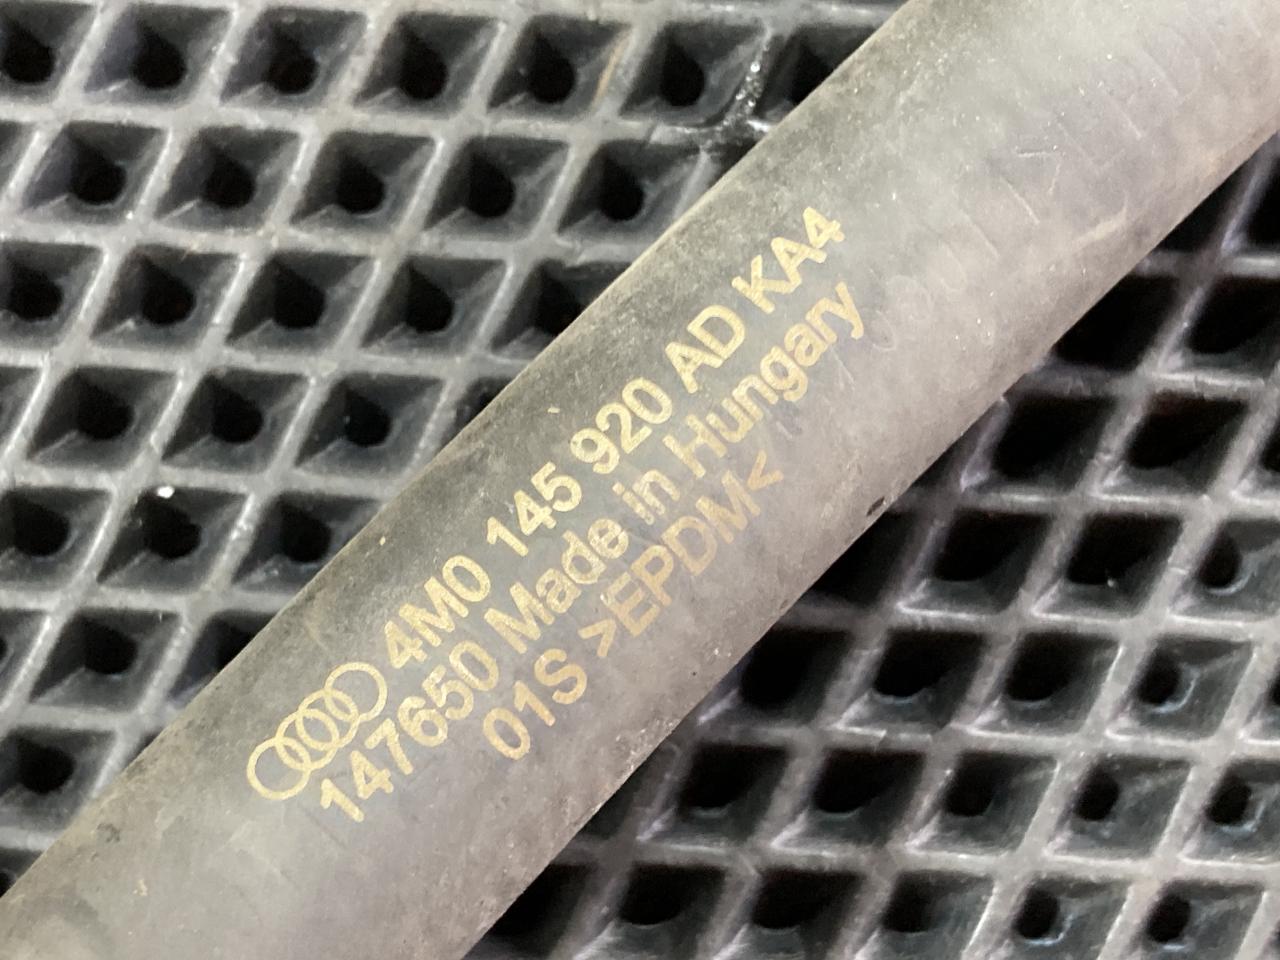 4M0 145 920 AD KA4
147650 Made in Hungary
01S >EPDM<